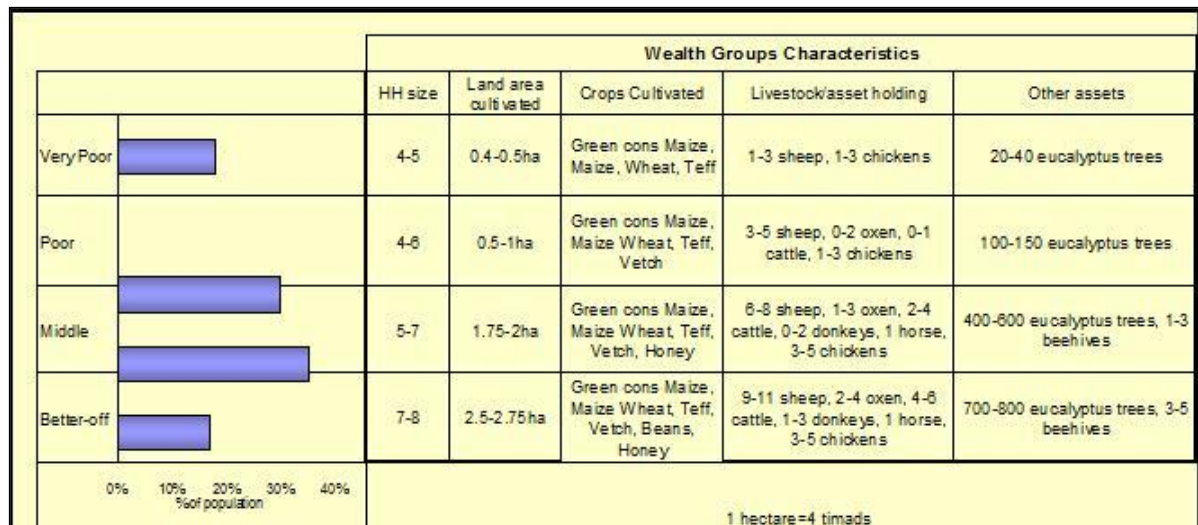 Wealth Groups Characteristics
HH size
Land area
cultivated
Crops Cultivated
Livestock/asset holding
Other assets
Very Poor
4-5
0.4-0.5ha
Green cons Maize,
Maize, Wheat, Teff
1-3 sheep, 1-3 chickens
20-40 eucalyptus trees
Poor
4-6
0.5-1ha
Green cons Maize,
Maize Wheat, Teff,
Vetch
3-5 sheep, 0-2 oxen, 0-1
cattle, 1-3 chickens
100-150 eucalyptus trees
Middle
5-7
1.75-2ha
Green cons Maize,
Maize Wheat, Teff,
Vetch, Honey
6-8 sheep, 1-3 oxen, 2-4
cattle, 0-2 donkeys, 1 horse,
3-5 chickens
400-600 eucalyptus trees, 1-3
beehives
Better-off
7-8
2.5-2.75ha
Green cons Maize,
Maize Wheat, Teff,
Vetch, Beans,
Honey
9-11 sheep, 2-4 oxen, 4-6
cattle, 1-3 donkeys, 1 horse,
3-5 chickens
700-800 eucalyptus trees, 3-5
beehives
0% 10% 20% 30% 40%
%of population
1 hectare=4 timads